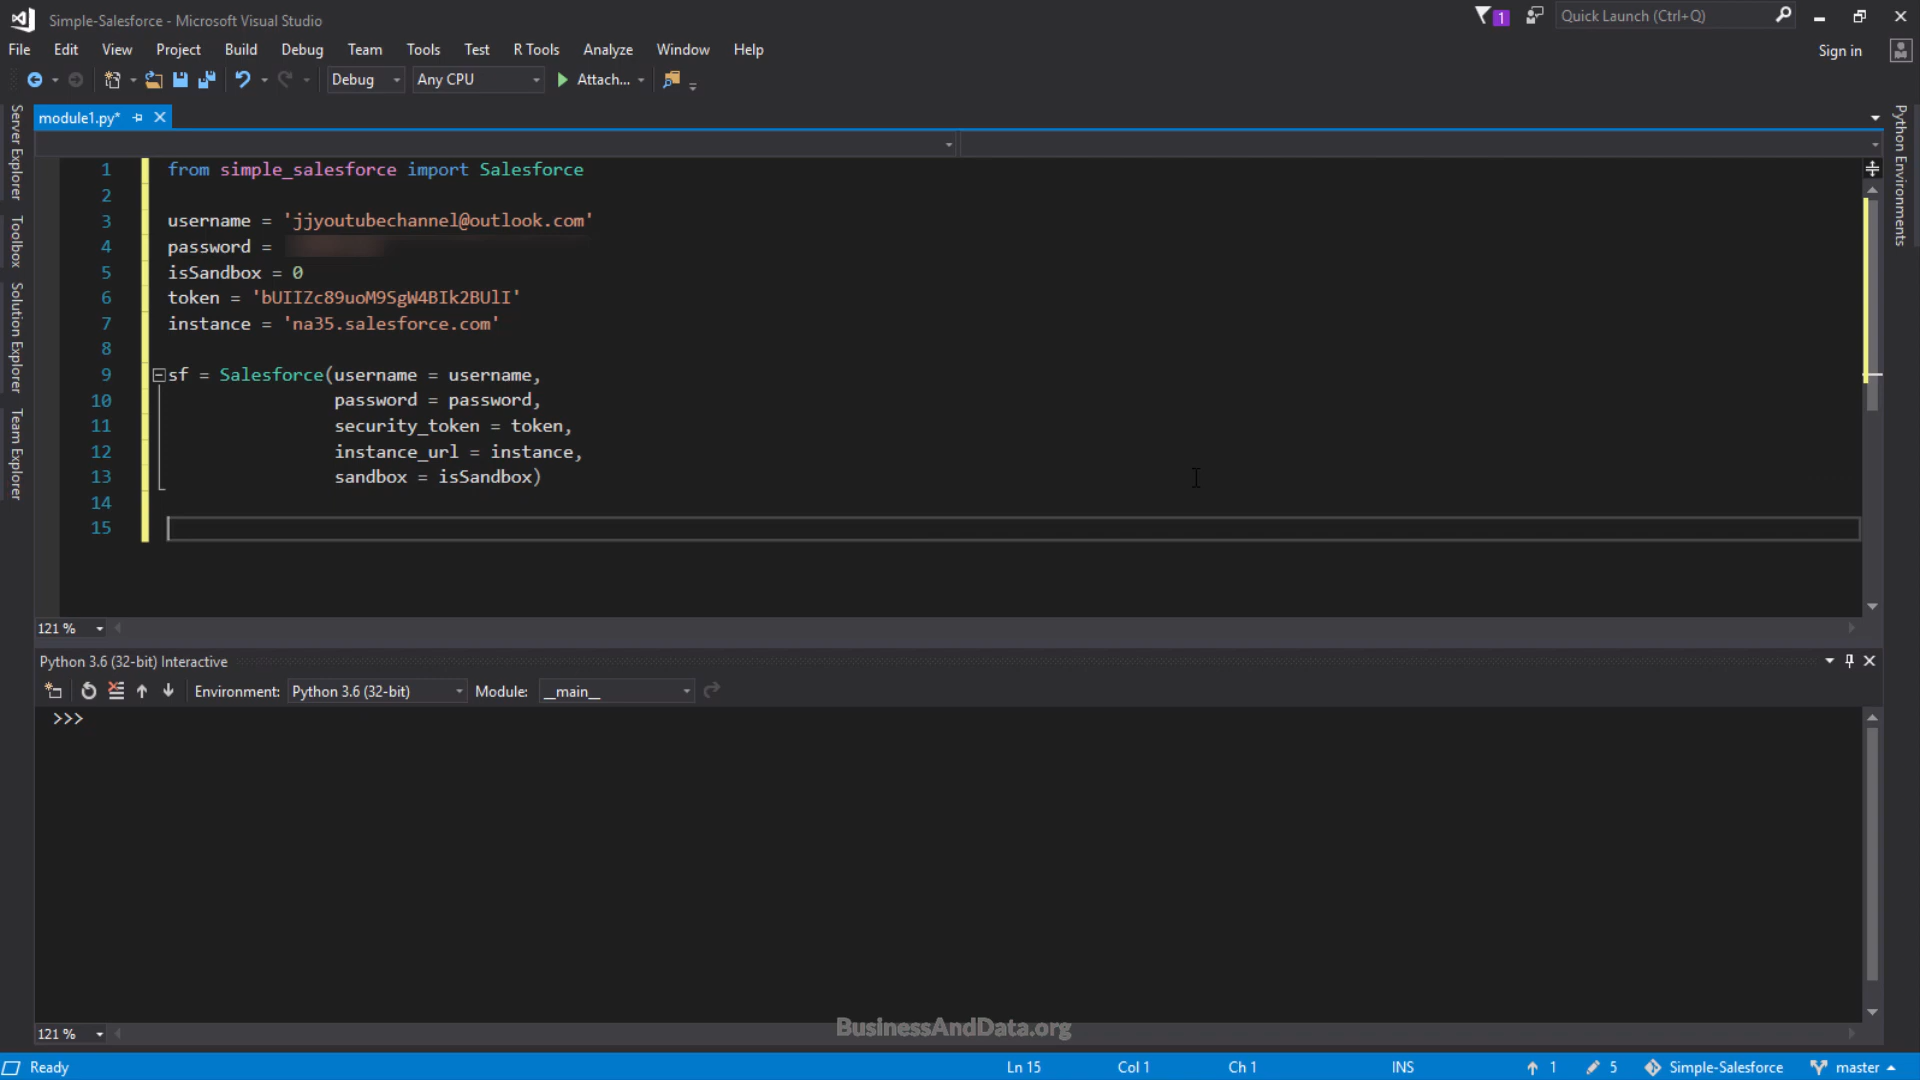 Simple-Salesforce - Microsoft Visual Studio
1
Quick Launch (Ctrl+Q)
File Edit View Project Build Debug Team Tools Test R Tools Analyze Window Help
Sign in
Debug Any CPU Attach...
module1.py*
Server Explorer
Toolbox
Solution Explorer
Team Explorer
Python Environments
1 from simple_salesforce import Salesforce
2
3 username = 'jjyoutubechannel@outlook.com'
4 password =
5 isSandbox = 0
6 token = 'bUIIZc89uoM9SgW4BIk2BUlI'
7 instance = 'na35.salesforce.com'
8
9 sf = Salesforce(username = username,
10 password = password,
11 security_token = token,
12 instance_url = instance,
13 sandbox = isSandbox)
14
15
121 %
Python 3.6 (32-bit) Interactive
Environment: Python 3.6 (32-bit) Module: __main__
>>>
BusinessAndData.org
121 %
Ready Ln 15 Col 1 Ch 1 INS 1 5 Simple-Salesforce master